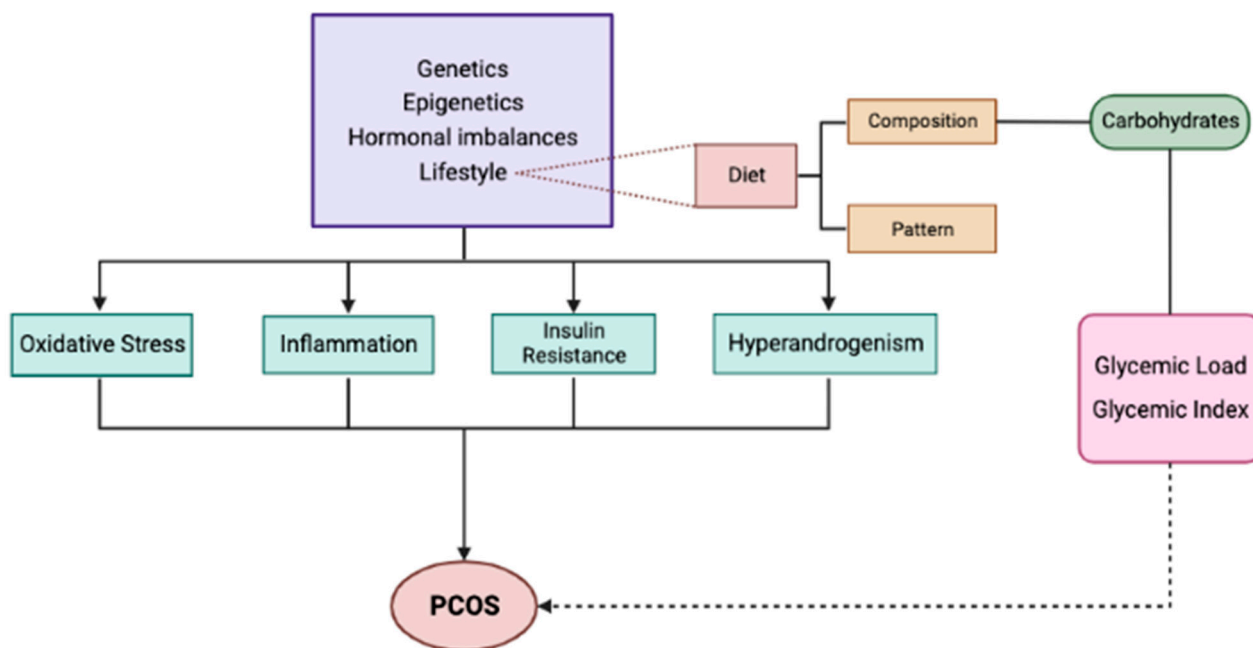 Genetics
Epigenetics
Hormonal imbalances
Lifestyle
Diet
Composition
Pattern
Carbohydrates
Oxidative Stress
Inflammation
Insulin
Resistance
Hyperandrogenism
Glycemic Load
Glycemic Index
PCOS